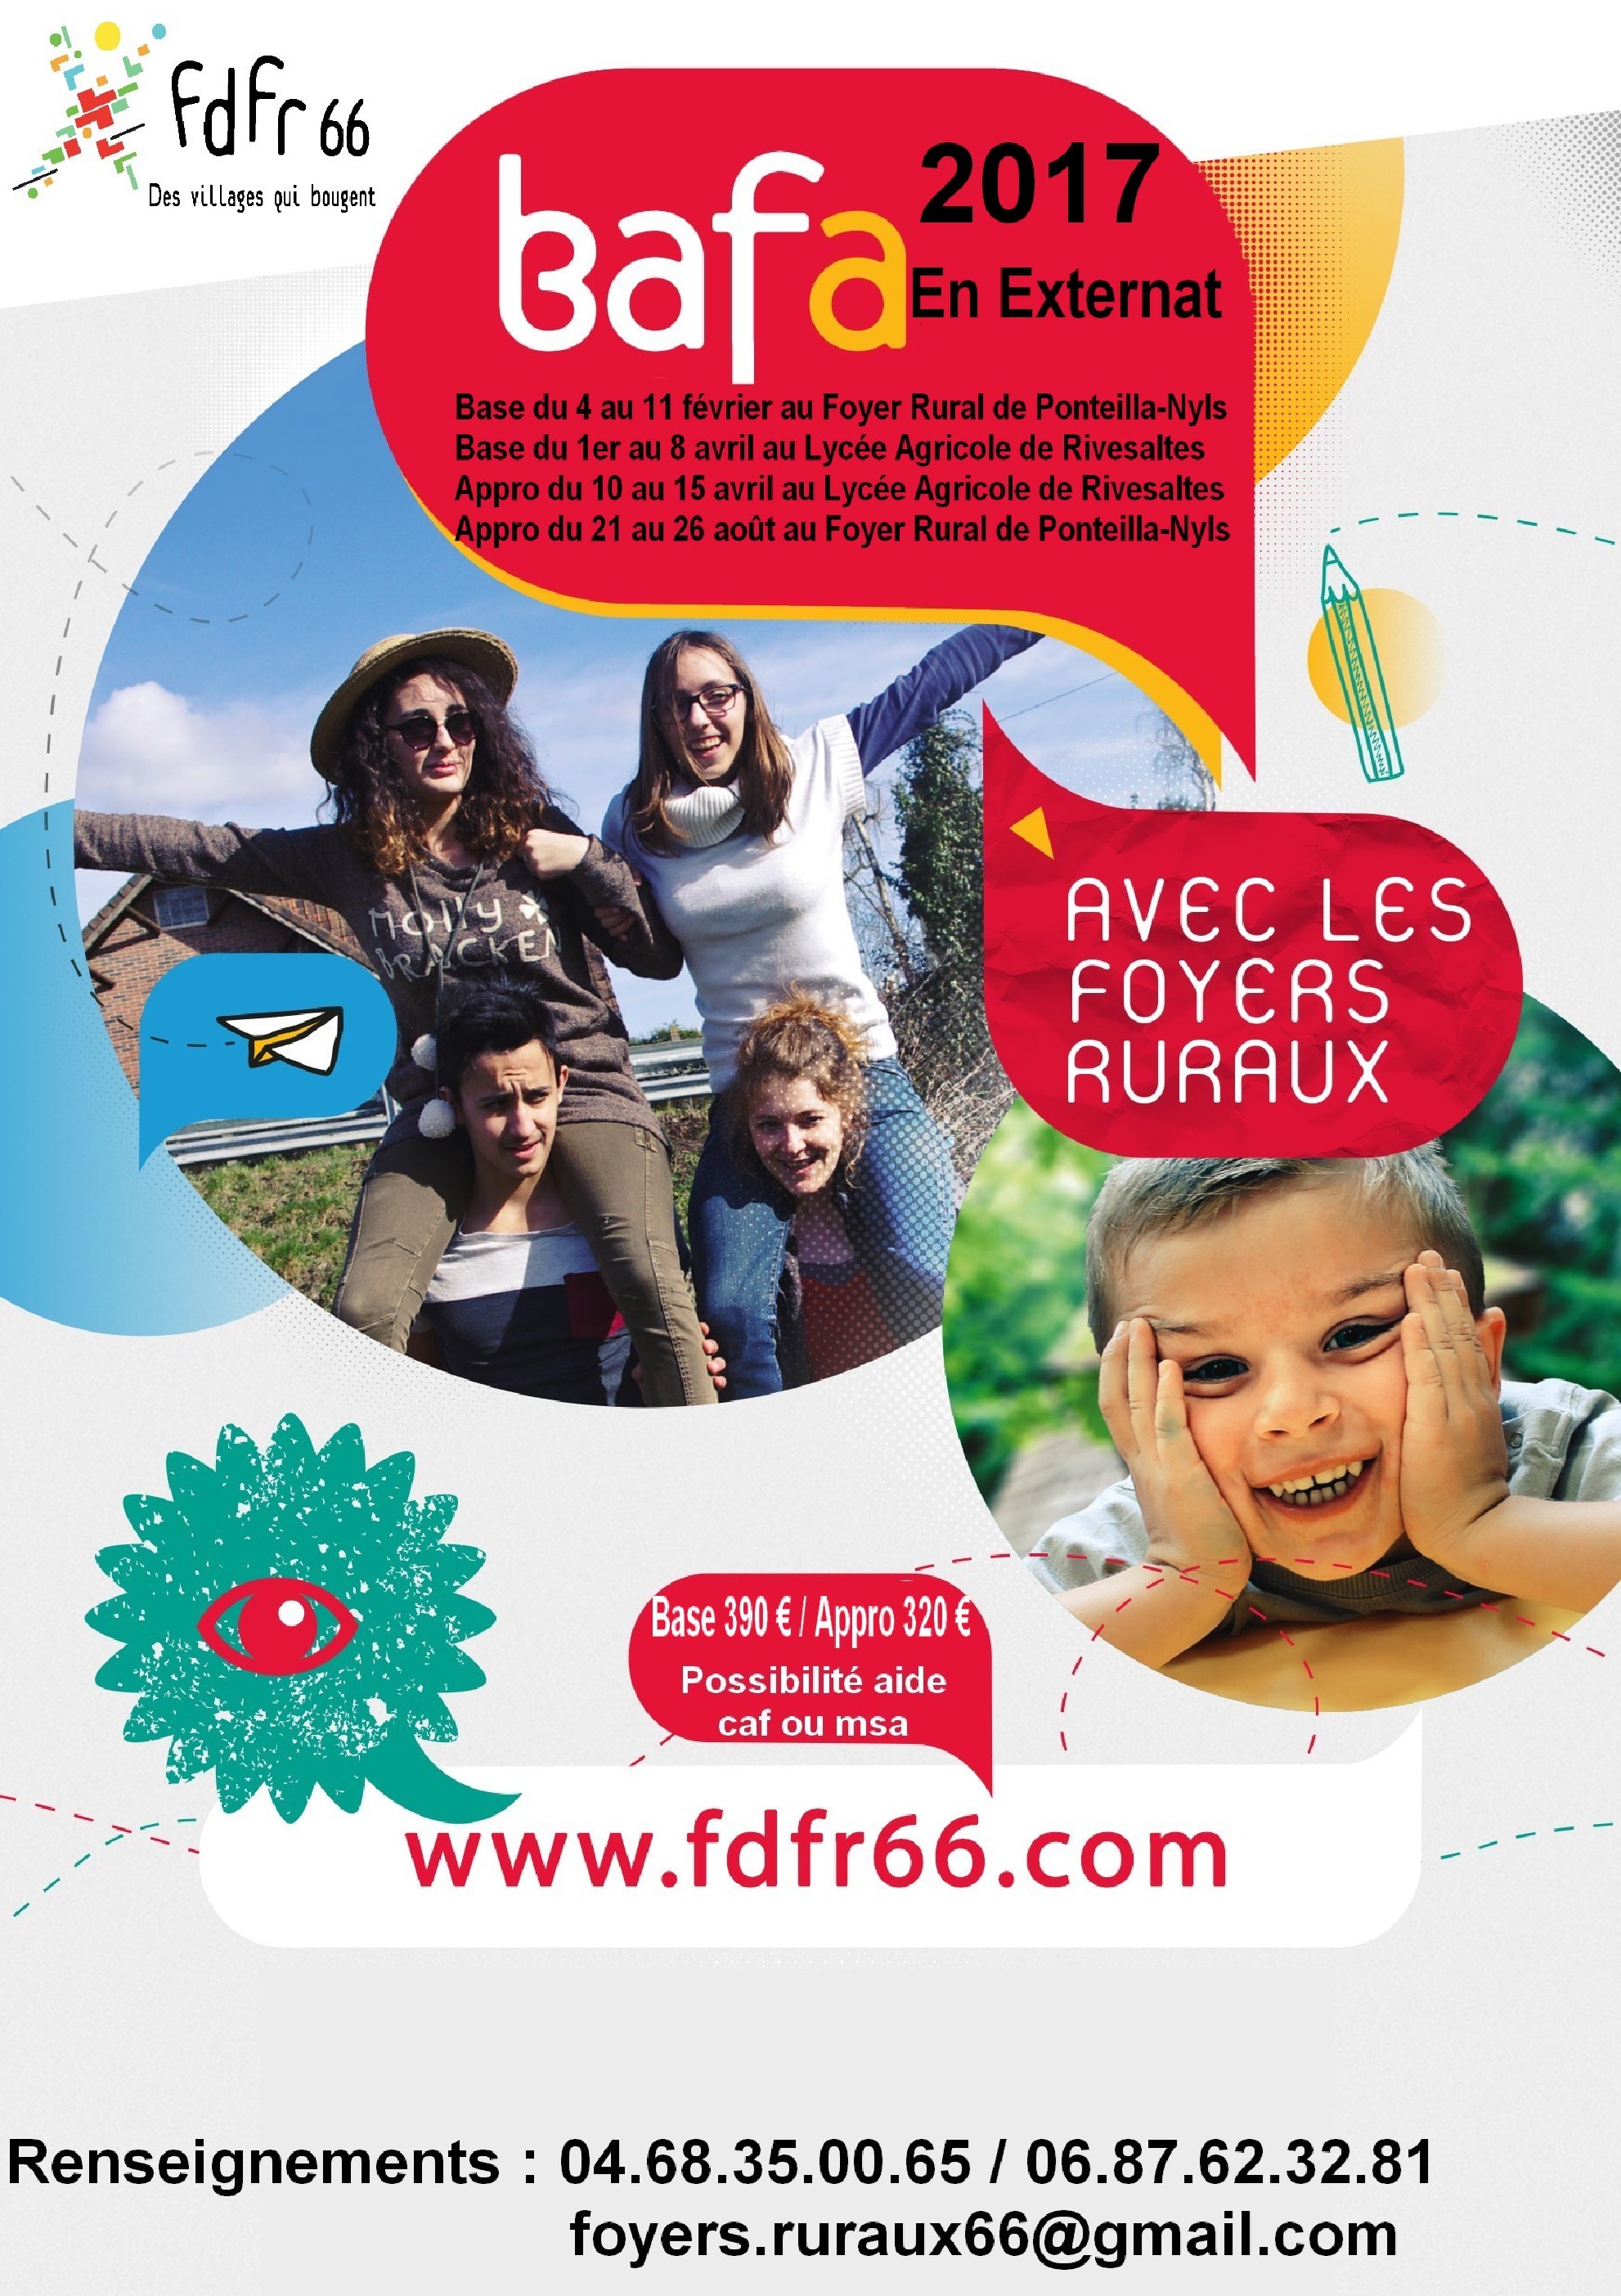 fdfr 66
Des villages qui bougent
bafa
2017
En Externat
Base du 4 au 11 février au Foyer Rural de Ponteilla-Nyls
Base du 1er au 8 avril au Lycée Agricole de Rivesaltes
Appro du 10 au 15 avril au Lycée Agricole de Rivesaltes
Appro du 21 au 26 août au Foyer Rural de Ponteilla-Nyls
MOLLY
BRACKEN
AVEC LES
FOYERS
RURAUX
Base 390 € / Appro 320 €
Possibilité aide
caf ou msa
www.fdfr66.com
Renseignements : 04.68.35.00.65 / 06.87.62.32.81
foyers.ruraux66@gmail.com